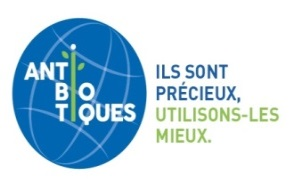 ANTI
BIO
TIQUES
ILS SONT
PRÉCIEUX,
UTILISONS-LES
MIEUX.